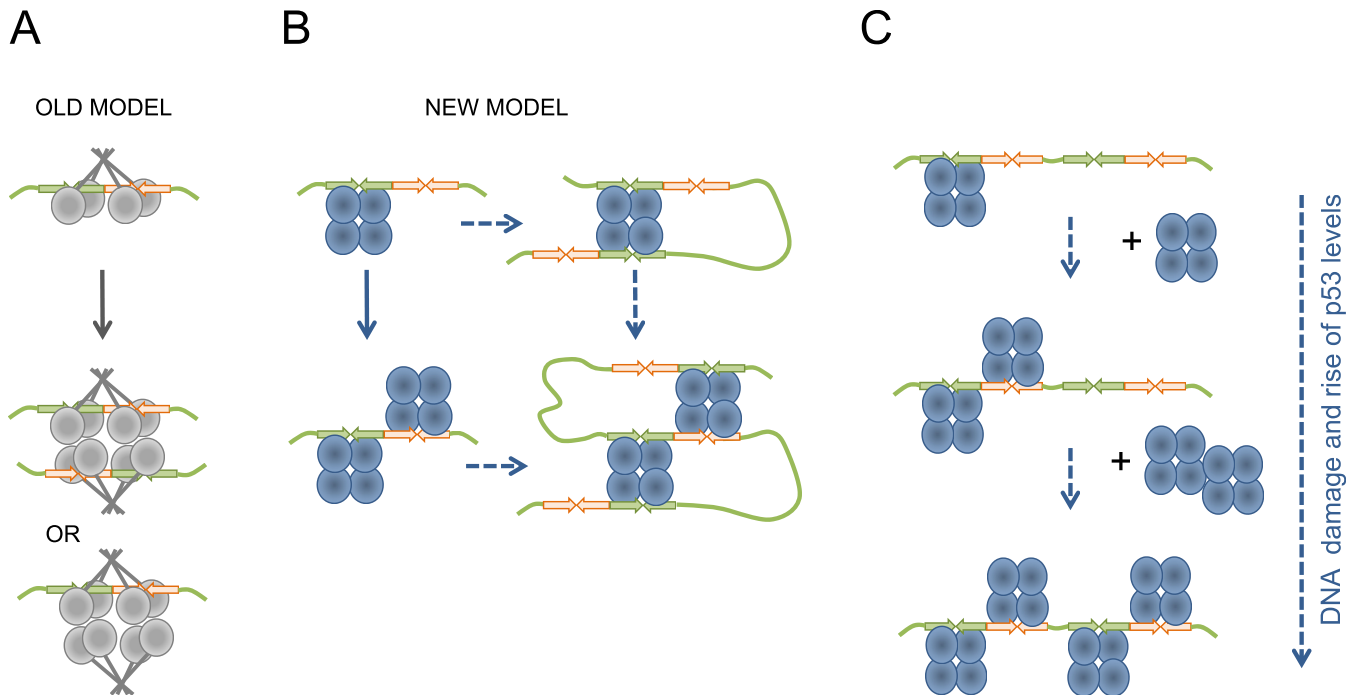 A
B
C
OLD MODEL
NEW MODEL
+
+
OR
DNA damage and rise of p53 levels